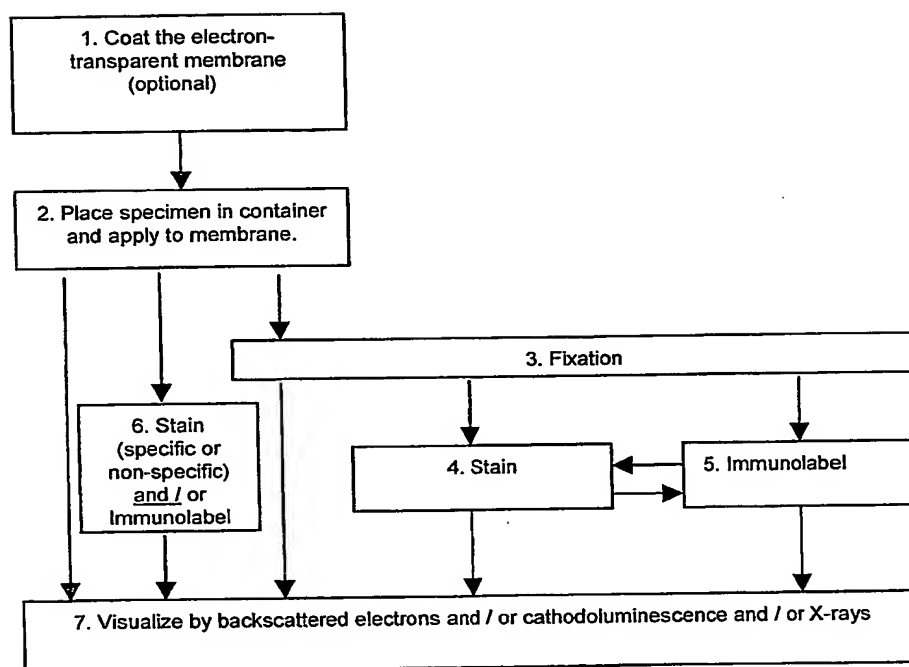 1. Coat the electron-
transparent membrane
(optional)
2. Place specimen in container
and apply to membrane.
3. Fixation
6. Stain
(specific or
non-specific)
and / or
Immunolabel
4. Stain
5. Immunolabel
7. Visualize by backscattered electrons and / or cathodoluminescence and / or X-rays